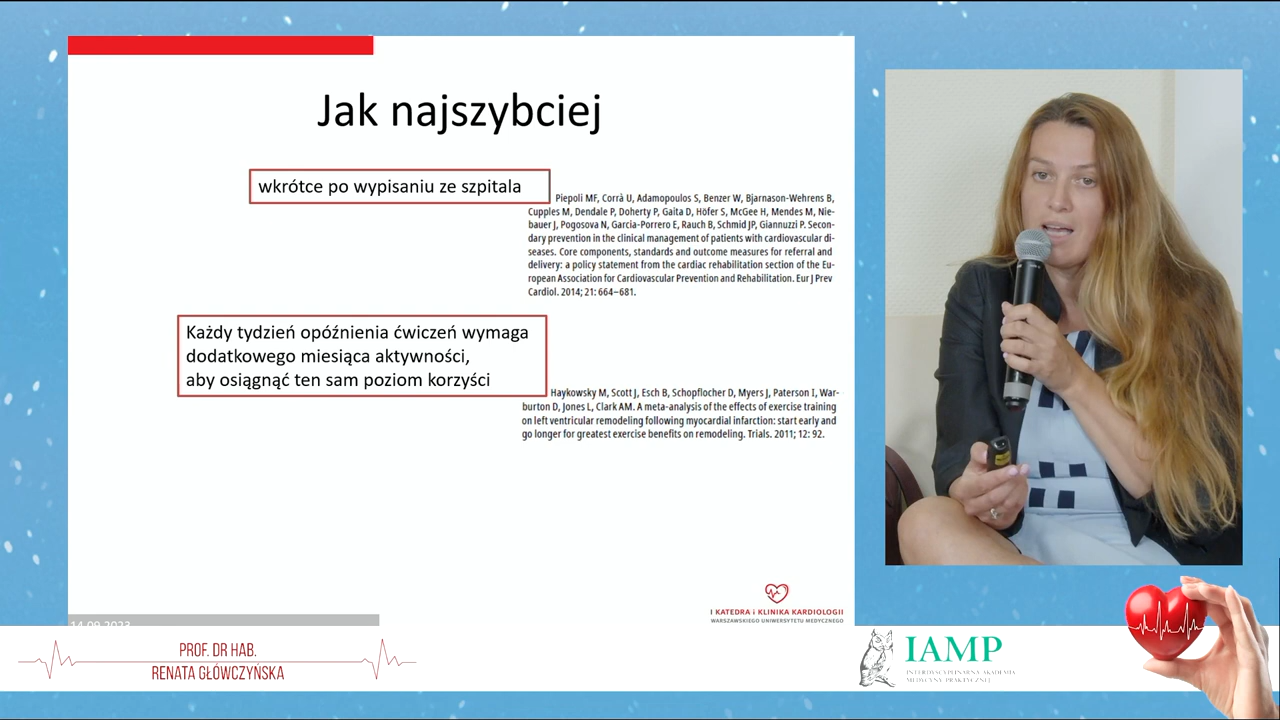 Jak najszybciej
wkrótce po wypisaniu ze szpitala
Piepoli MF, Corrà U, Adamopoulos S, Benzer W, Bjarnason-Wehrens B,
Cupples M, Dendale P, Doherty P, Gaita D, Höfer S, McGee H, Mendes M, Nie-
bauer J, Pogosova N, Garcia-Porrero E, Rauch B, Schmid JP, Giannuzzi P. Secon-
dary prevention in the clinical management of patients with cardiovascular di-
seases. Core components, standards and outcome measures for referral and
delivery: a policy statement from the cardiac rehabilitation section of the Eu-
ropean Association for Cardiovascular Prevention and Rehabilitation. Eur J Prev
Cardiol. 2014; 21: 664–681.
Każdy tydzień opóźnienia ćwiczeń wymaga
dodatkowego miesiąca aktywności,
aby osiągnąć ten sam poziom korzyści
Haykowsky M, Scott J, Esch B, Schopflocher D, Myers J, Paterson I, War-
burton D, Jones L, Clark AM. A meta-analysis of the effects of exercise training
on left ventricular remodeling following myocardial infarction: start early and
go longer for greatest exercise benefits on remodeling. Trials. 2011; 12: 92.
I KATEDRA i KLINIKA KARDIOLOGII
WARSZAWSKIEGO UNIWERSYTETU MEDYCZNEGO
14.09.2023
PROF. DR HAB.
RENATA GŁÓWCZYŃSKA
IAMP
INTERDYSCYPLINARNA AKADEMIA
MEDYCYNY PRAKTYCZNEJ